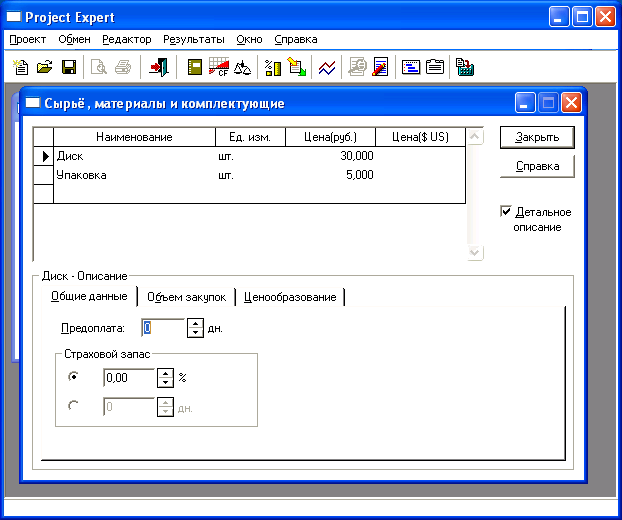 Project Expert
Проект Обмен Редактор Результаты Окно Справка
CF
Сырьё , материалы и комплектующие
Наименование Ед. изм. Цена(руб.) Цена($ US)
Диск шт. 30,000
Упаковка шт. 5,000
Закрыть
Справка
Детальное
описание
Диск - Описание
Общие данные Объем закупок Ценообразование
Предоплата: 0 дн.
Страховой запас
0,00 %
0 дн.